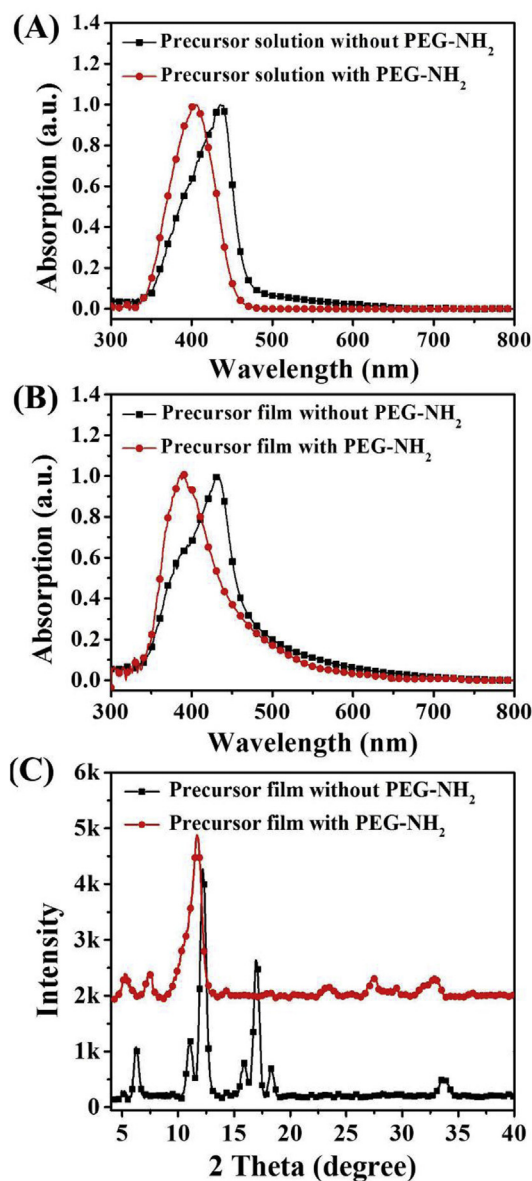 (A)
1.4
1.2
1.0
0.8
0.6
0.4
0.2
0.0
Absorption (a.u.)
Precursor solution without PEG-NH2
Precursor solution with PEG-NH2
300 400 500 600 700 800
Wavelength (nm)
(B)
1.4
1.2
1.0
0.8
0.6
0.4
0.2
0.0
Absorption (a.u.)
Precursor film without PEG-NH2
Precursor film with PEG-NH2
300 400 500 600 700 800
Wavelength (nm)
(C)
6k
5k
4k
3k
2k
1k
0
Intensity
Precursor film without PEG-NH2
Precursor film with PEG-NH2
5 10 15 20 25 30 35 40
2 Theta (degree)